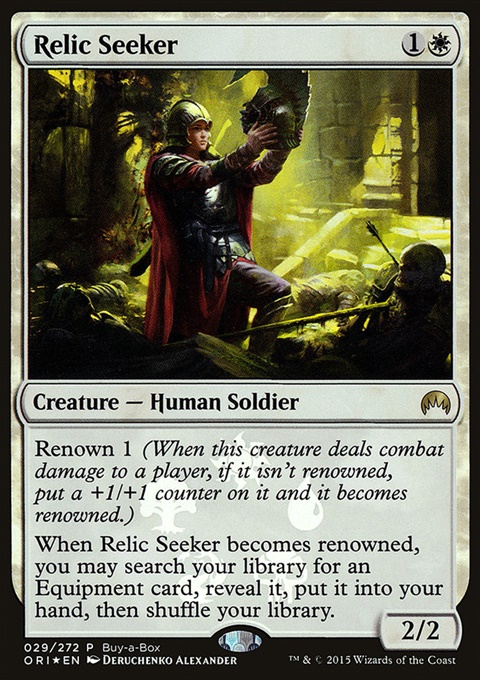 Relic Seeker 1
Creature — Human Soldier
Renown 1 (When this creature deals combat
damage to a player, if it isn't renowned,
put a +1/+1 counter on it and it becomes
renowned.)
When Relic Seeker becomes renowned,
you may search your library for an
Equipment card, reveal it, put it into your
hand, then shuffle your library.
2/2
029/272 P Buy-a-Box
ORI★EN Deruchenko Alexander ™ & © 2015 Wizards of the Coast